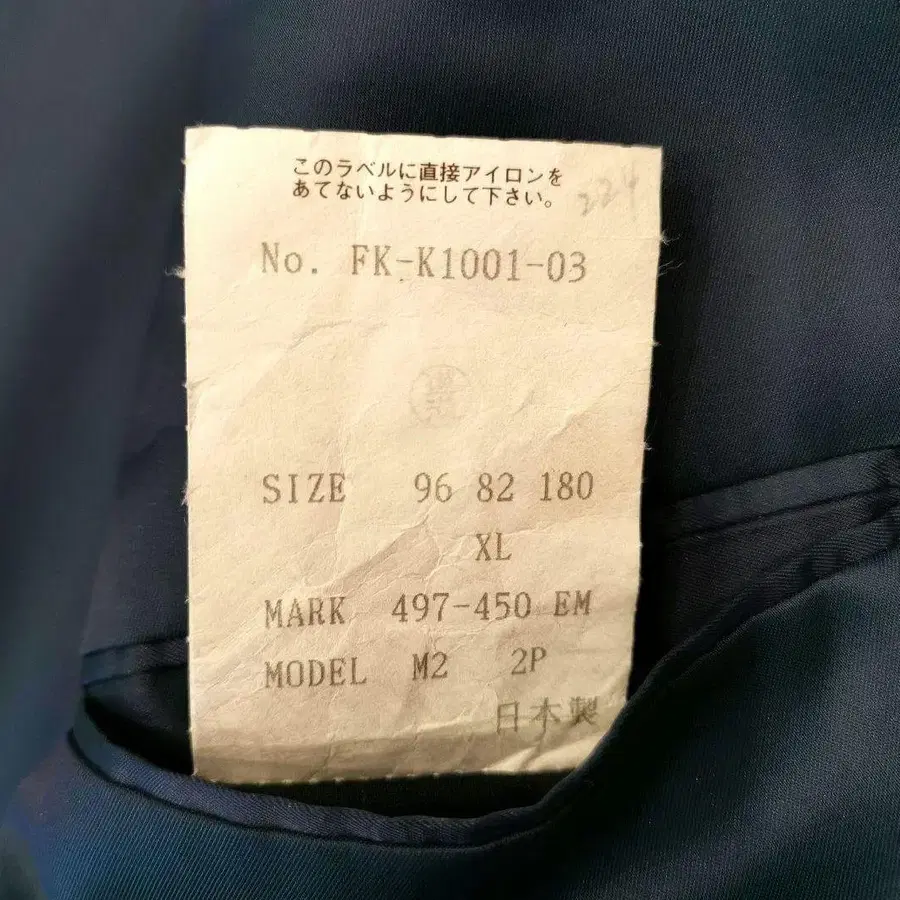 このラベルに直接アイロンを
あてないようにして下さい。
224
No. FK-K1001-03
SIZE 96 82 180
XL
MARK 497-450 EM
MODEL M2 2P
日本製